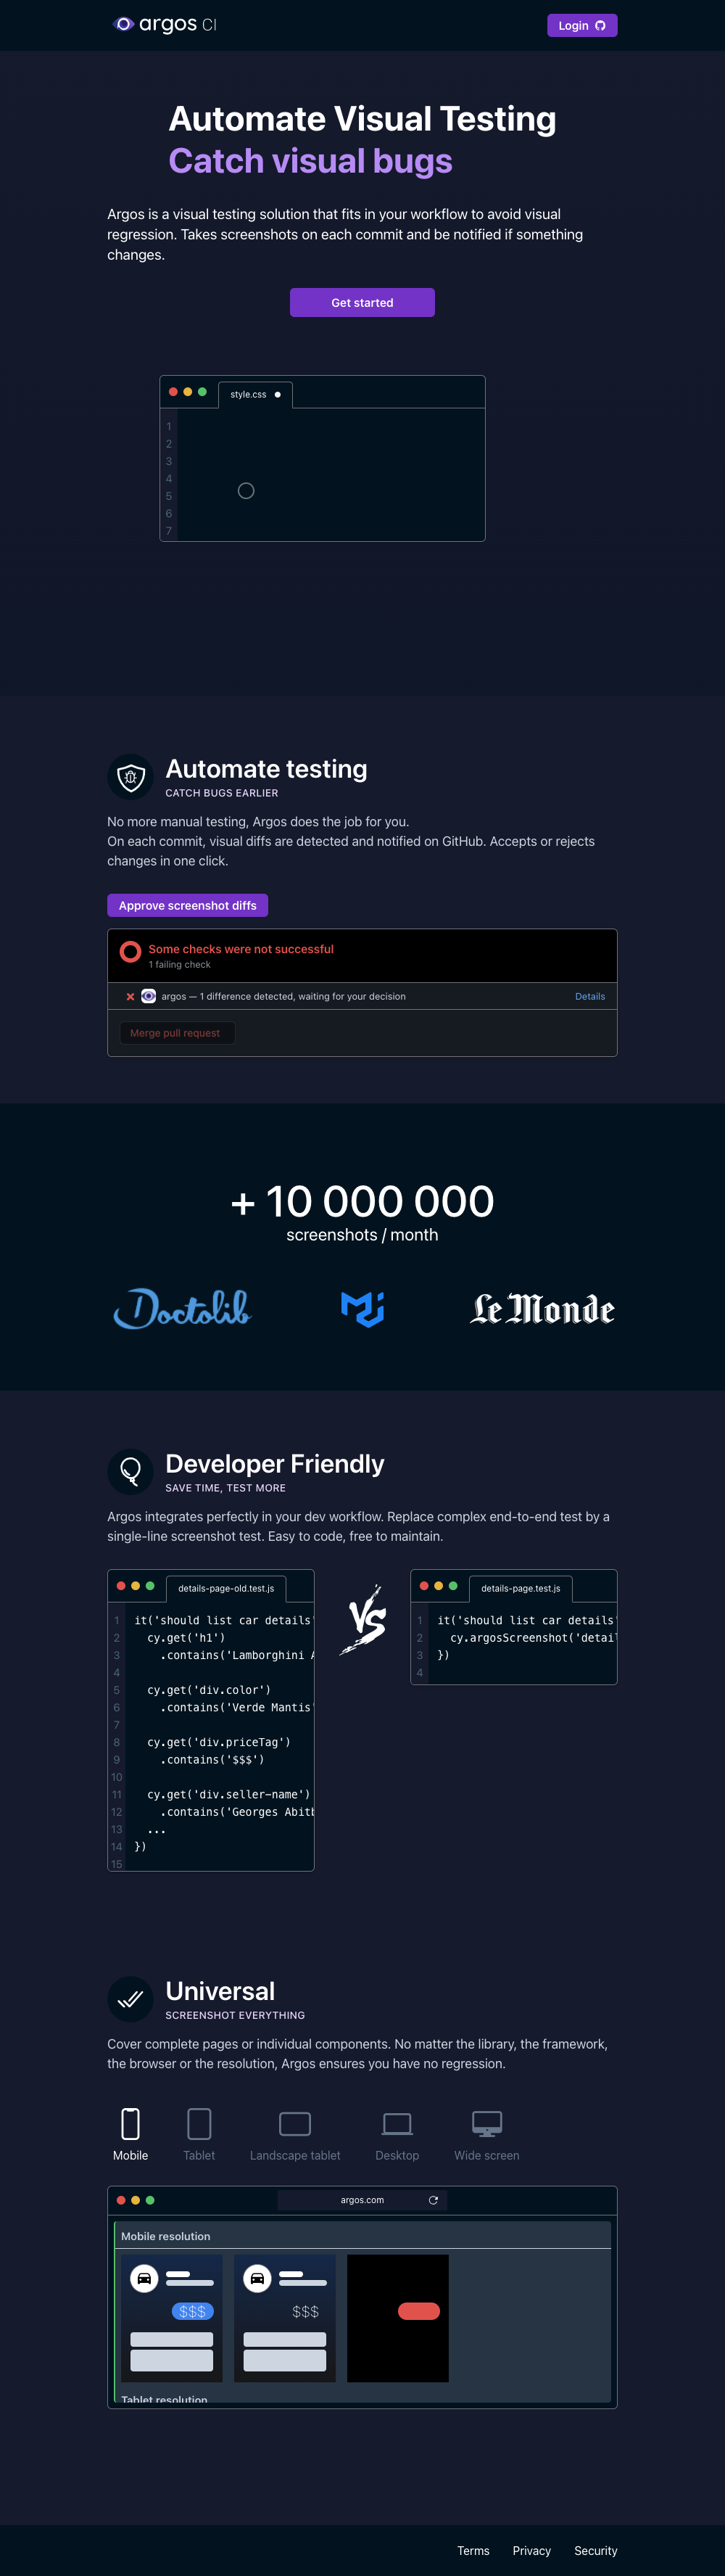 argos CI
Login
Automate Visual Testing
Catch visual bugs
Argos is a visual testing solution that fits in your workflow to avoid visual
regression. Takes screenshots on each commit and be notified if something
changes.
Get started
style.css
1
2
3
4
5
6
7
Automate testing
CATCH BUGS EARLIER
No more manual testing, Argos does the job for you.
On each commit, visual diffs are detected and notified on GitHub. Accepts or rejects
changes in one click.
Approve screenshot diffs
Some checks were not successful
1 failing check
argos — 1 difference detected, waiting for your decision
Details
Merge pull request
+ 10 000 000
screenshots / month
Doctolib
Le Monde
Developer Friendly
SAVE TIME, TEST MORE
Argos integrates perfectly in your dev workflow. Replace complex end-to-end test by a
single-line screenshot test. Easy to code, free to maintain.
details-page-old.test.js
1 it('should list car details'
2 cy.get('h1')
3 .contains('Lamborghini A
4
5 cy.get('div.color')
6 .contains('Verde Mantis'
7
8 cy.get('div.priceTag')
9 .contains('$$$')
10
11 cy.get('div.seller-name')
12 .contains('Georges Abitb
13 ...
14 })
15
VS
details-page.test.js
1 it('should list car details'
2 cy.argosScreenshot('detail
3 })
4
Universal
SCREENSHOT EVERYTHING
Cover complete pages or individual components. No matter the library, the framework,
the browser or the resolution, Argos ensures you have no regression.
Mobile
Tablet
Landscape tablet
Desktop
Wide screen
argos.com
Mobile resolution
$$$
$$$
Tablet resolution
Terms
Privacy
Security